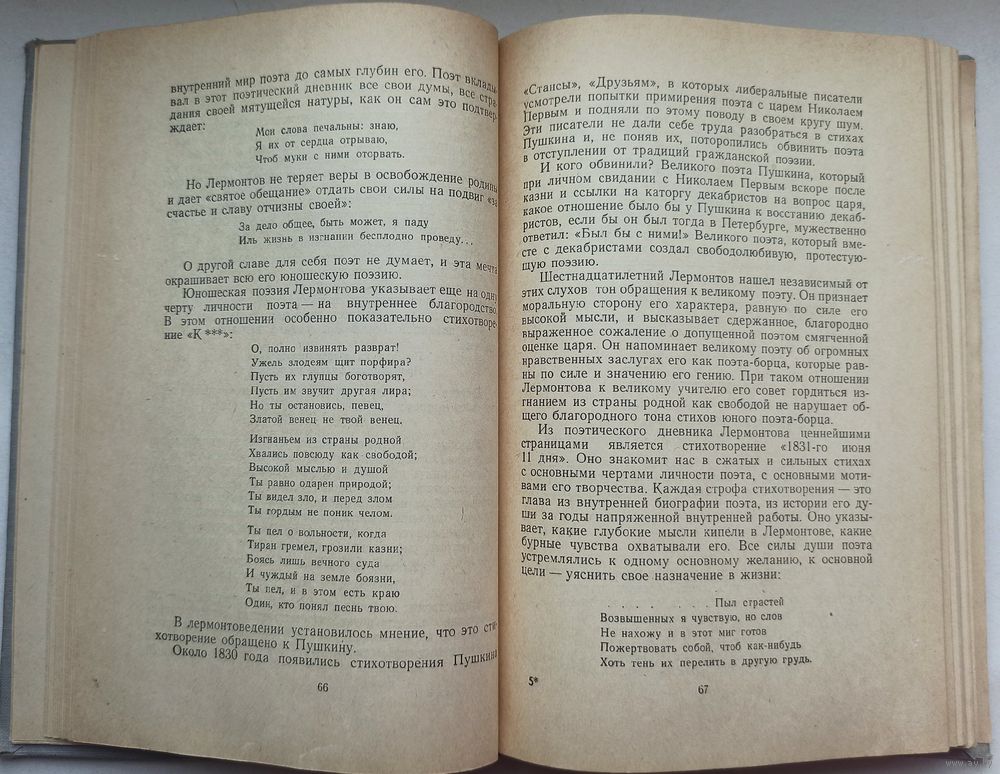 внутренний мир поэта до самых глубин его. Поэт вклады-
вал в этот поэтический дневник все свои думы, все стра-
дания своей мятущейся натуры, как он сам это подтвер-
ждает:
Мои слова печальны: знаю,
Я их от сердца отрываю,
Чтоб муки с ними оторвать.
Но Лермонтов не теряет веры в освобождение родины
и дает «святое обещание» отдать свои силы на подвиг «за
счастье и славу отчизны своей»:
За дело общее, быть может, я паду
Иль жизнь в изгнании бесплодно проведу...
О другой славе для себя поэт не думает, и эта мечта
окрашивает всю его юношескую поэзию.
Юношеская поэзия Лермонтова указывает еще на одну
черту личности поэта — на внутреннее благородство.
В этом отношении особенно показательно стихотворе-
ние «К ***»:
О, полно извинять разврат!
Ужель злодеям щит порфира?
Пусть их глупцы боготворят,
Пусть им звучит другая лира;
Но ты остановись, певец,
Златой венец не твой венец.
Изгнаньем из страны родной
Хвались повсюду как свободой;
Высокой мыслью и душой
Ты рано одарен природой;
Ты видел зло, и перед злом
Ты гордым не поник челом.
Ты пел о вольности, когда
Тиран гремел, грозили казни;
Боясь лишь вечного суда
И чуждый на земле боязни,
Ты пел, и в этом есть краю
Один, кто понял песнь твою.
В лермонтоведении установилось мнение, что это сти-
хотворение обращено к Пушкину.
Около 1830 года появились стихотворения Пушкина
66
«Стансы», «Друзьям», в которых либеральные писатели
усмотрели попытки примирения поэта с царем Николаем
Первым и подняли по этому поводу в своем кругу шум.
Эти писатели не дали себе труда разобраться в стихах
Пушкина и, не поняв их, поторопились обвинить поэта
в отступлении от традиций гражданской поэзии.
И кого обвинили? Великого поэта Пушкина, который
при личном свидании с Николаем Первым вскоре после
казни и ссылки на каторгу декабристов на вопрос царя,
какое отношение было бы у Пушкина к восстанию декаб-
ристов, если бы он был тогда в Петербурге, мужественно
ответил: «Был бы с ними!» Великого поэта, который вме-
сте с декабристами создал свободолюбивую, протестую-
щую поэзию.
Шестнадцатилетний Лермонтов нашел независимый от
этих слухов тон обращения к великому поэту. Он признает
моральную сторону его характера, равную по силе его
высокой мысли, и высказывает сдержанное, благородно
выраженное сожаление о допущенной поэтом смягченной
оценке царя. Он напоминает великому поэту об огромных
нравственных заслугах его как поэта-борца, которые рав-
ны по силе и значению его гению. При таком отношении
Лермонтова к великому учителю его совет гордиться из-
гнанием из страны родной как свободой не нарушает об-
щего благородного тона стихов юного поэта-борца.
Из поэтического дневника Лермонтова ценнейшими
страницами является стихотворение «1831-го июня
11 дня». Оно знакомит нас в сжатых и сильных стихах
с основными чертами личности поэта, с основными моти-
вами его творчества. Каждая строфа стихотворения — это
глава из внутренней биографии поэта, из истории его ду-
ши за годы напряженной внутренней работы. Оно указы-
вает, какие глубокие мысли кипели в Лермонтове, какие
бурные чувства охватывали его. Все силы души поэта
устремлялись к одному основному желанию, к основной
цели — уяснить свое назначение в жизни:
. . . . . . . . Пыл страстей
Возвышенных я чувствую, но слов
Не нахожу и в этот миг готов
Пожертвовать собой, чтоб как-нибудь
Хоть тень их перелить в другую грудь.
5*
67